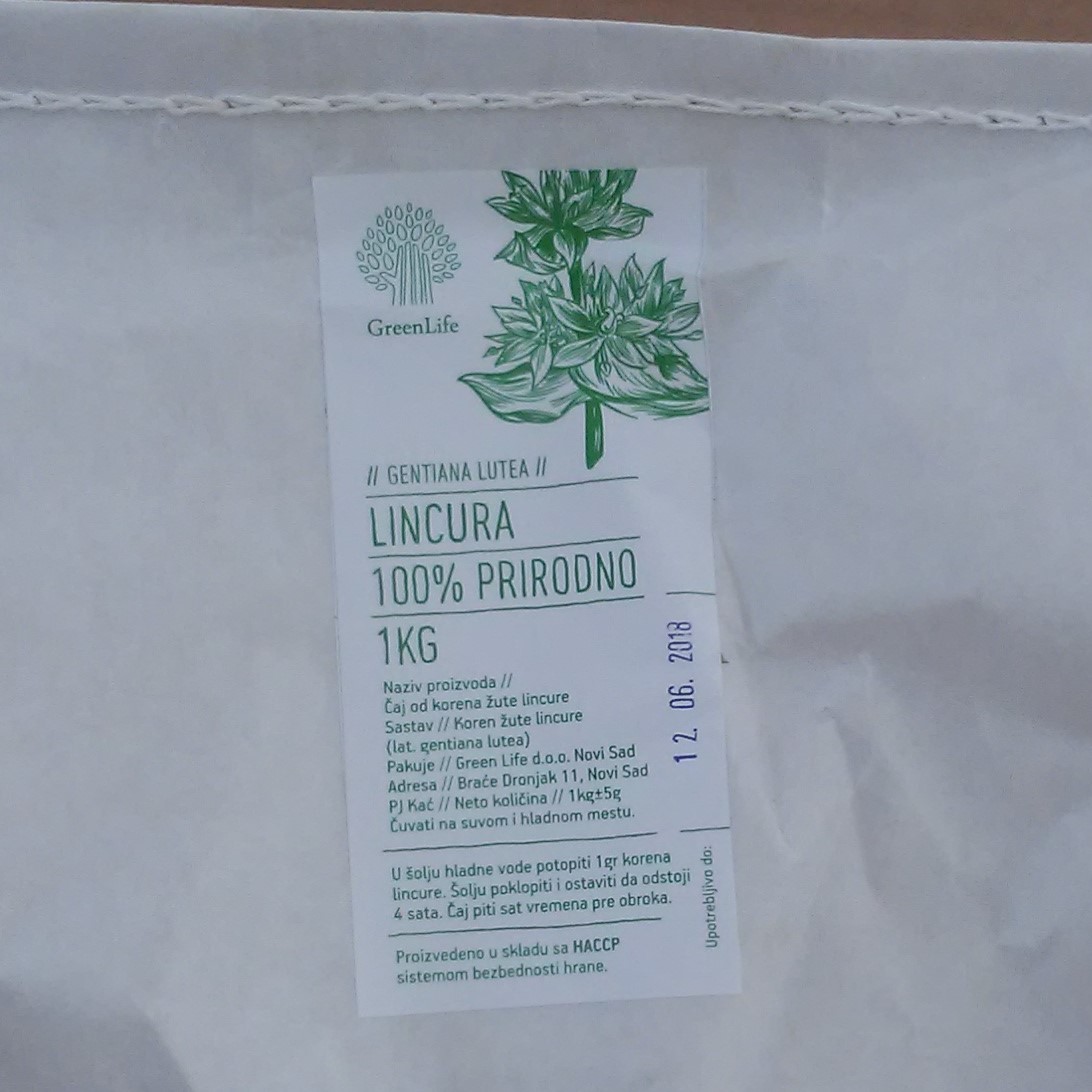 GreenLife
// GENTIANA LUTEA //
LINCURA
100% PRIRODNO
1KG
Naziv proizvoda //
Čaj od korena žute lincure
Sastav // Koren žute lincure
(lat. gentiana lutea)
Pakuje // Green Life d.o.o. Novi Sad
Adresa // Braće Dronjak 11, Novi Sad
PJ Kać // Neto količina // 1kg±5g
Čuvati na suvom i hladnom mestu.
U šolju hladne vode potopiti 1gr korena
lincure. Šolju poklopiti i ostaviti da odstoji
4 sata. Čaj piti sat vremena pre obroka.
Proizvedeno u skladu sa HACCP
sistemom bezbednosti hrane.
Upotrebljivo do:
12. 06. 2018